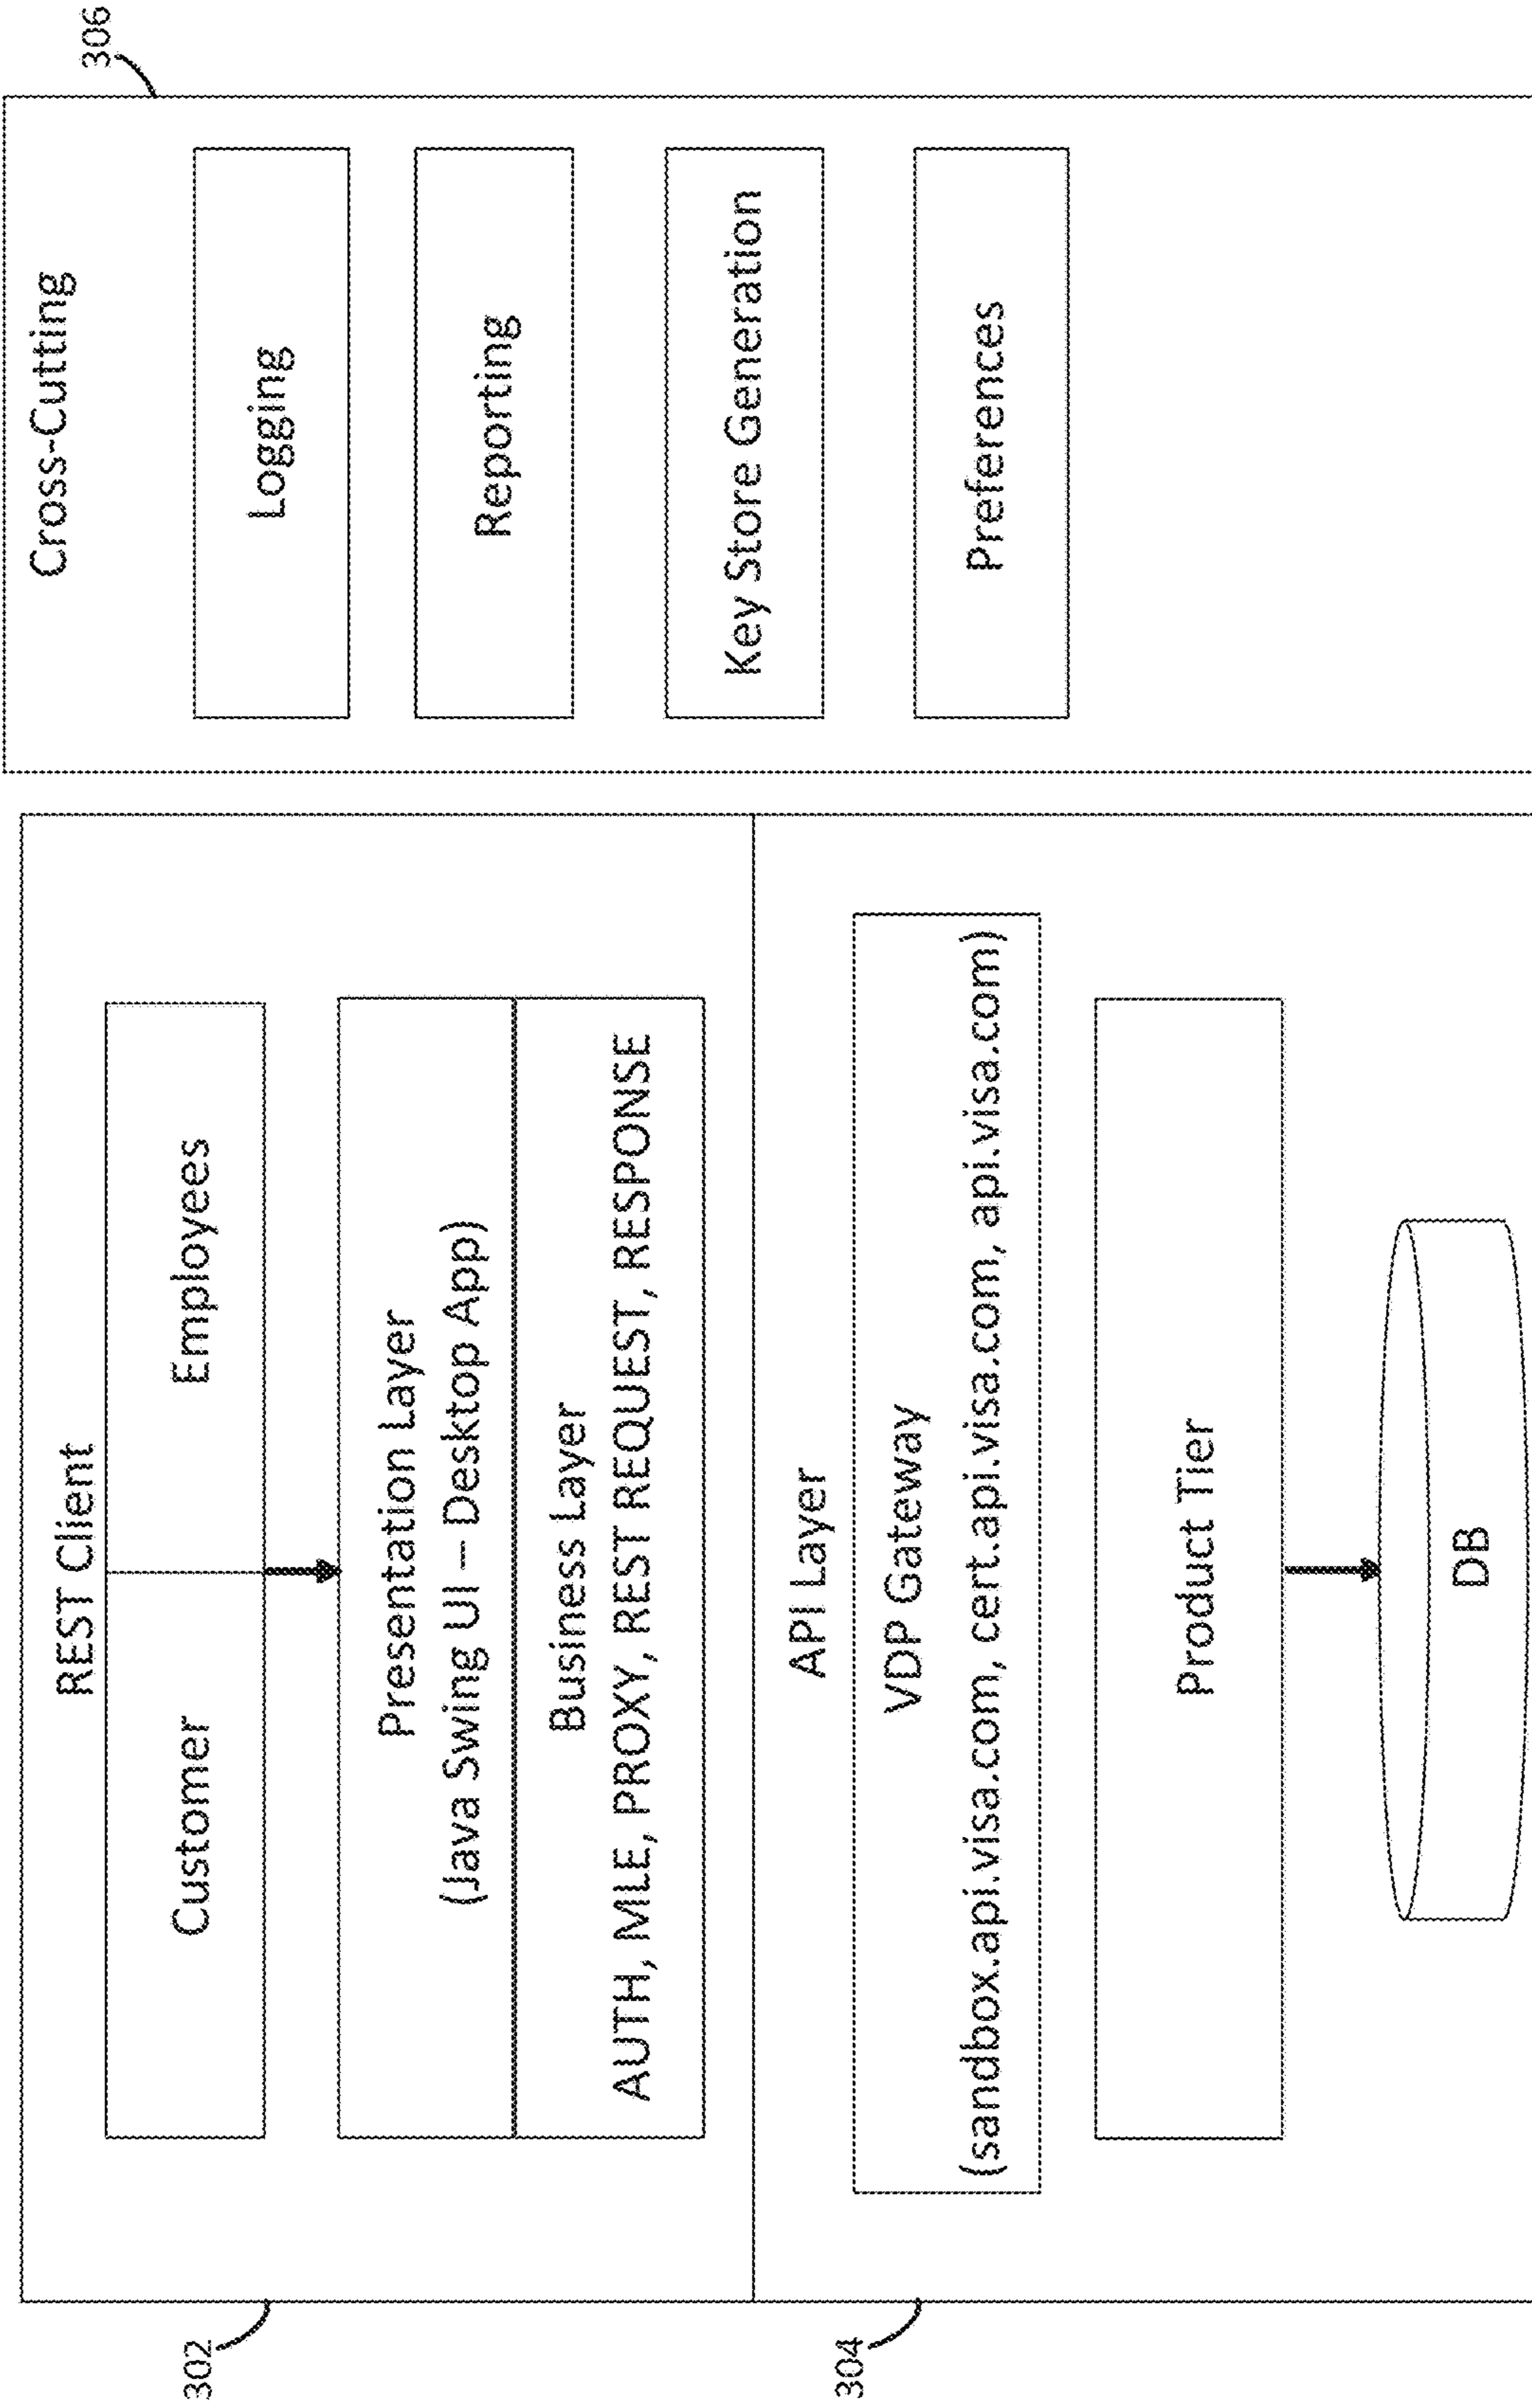 REST Client
Customer
Employees
Presentation Layer
(Java Swing UI – Desktop App)
Business Layer
AUTH, MLE, PROXY, REST REQUEST, RESPONSE
302
API Layer
VDP Gateway
(sandbox.api.visa.com, cert.api.visa.com, api.visa.com)
Product Tier
DB
304
Cross-Cutting
Logging
Reporting
Key Store Generation
Preferences
306